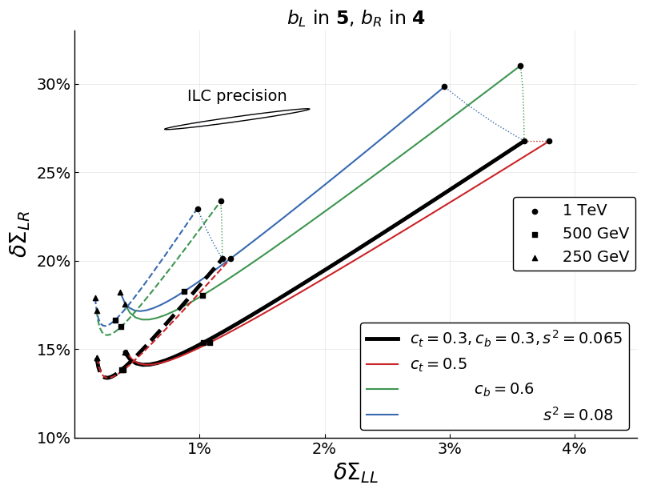 b_L in 5, b_R in 4
δΣ_LR
30%
25%
20%
15%
10%
ILC precision
1 TeV
500 GeV
250 GeV
c_t = 0.3, c_b = 0.3, s² = 0.065
c_t = 0.5
c_b = 0.6
s² = 0.08
1% 2% 3% 4%
δΣ_LL